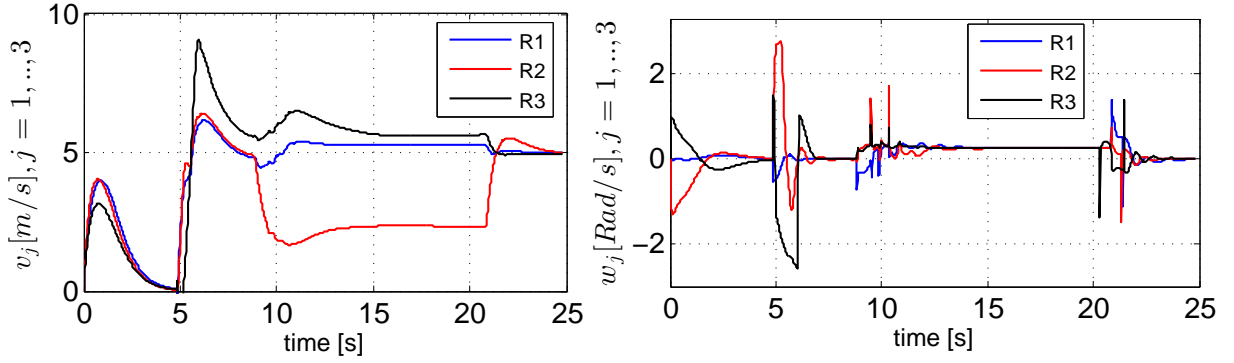 v_j[m/s], j = 1, .., 3
10
5
0
R1
R2
R3
0 5 10 15 20 25
time [s]
w_j[Rad/s], j = 1, .., 3
2
0
−2
R1
R2
R3
0 5 10 15 20 25
time [s]